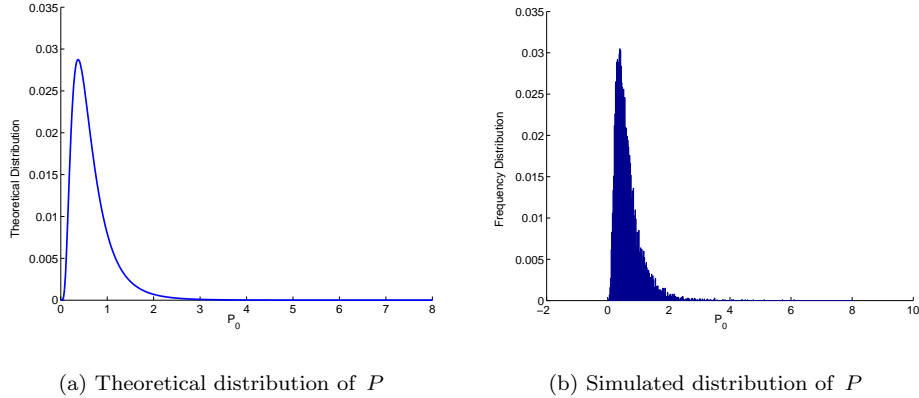 0.035
0.03
0.025
0.02
0.015
0.01
0.005
0
Theoretical Distribution
0 1 2 3 4 5 6 7 8
P_0
(a) Theoretical distribution of P
0.035
0.03
0.025
0.02
0.015
0.01
0.005
0
Frequency Distribution
−2 0 2 4 6 8 10
P_0
(b) Simulated distribution of P